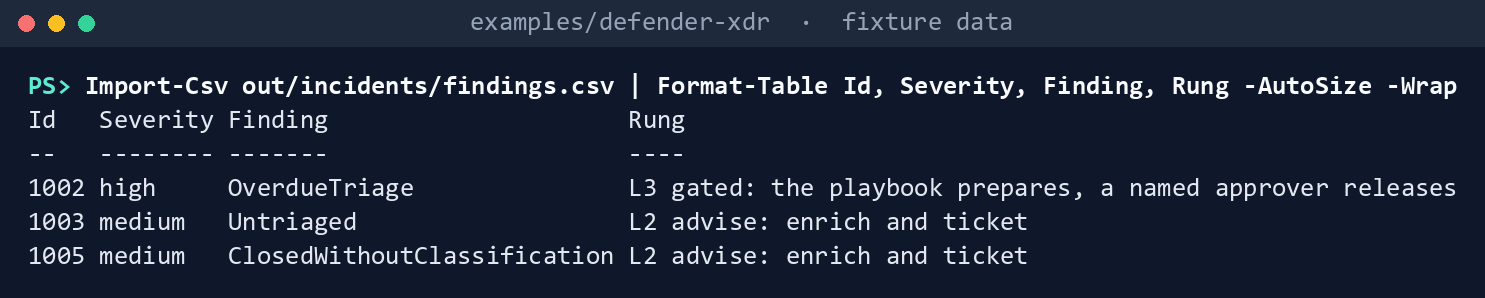 examples/defender-xdr · fixture data
PS> Import-Csv out/incidents/findings.csv | Format-Table Id, Severity, Finding, Rung -AutoSize -Wrap
Id   Severity Finding                     Rung
--   -------- -------                     ----
1002 high     OverdueTriage               L3 gated: the playbook prepares, a named approver releases
1003 medium   Untriaged                   L2 advise: enrich and ticket
1005 medium   ClosedWithoutClassification L2 advise: enrich and ticket